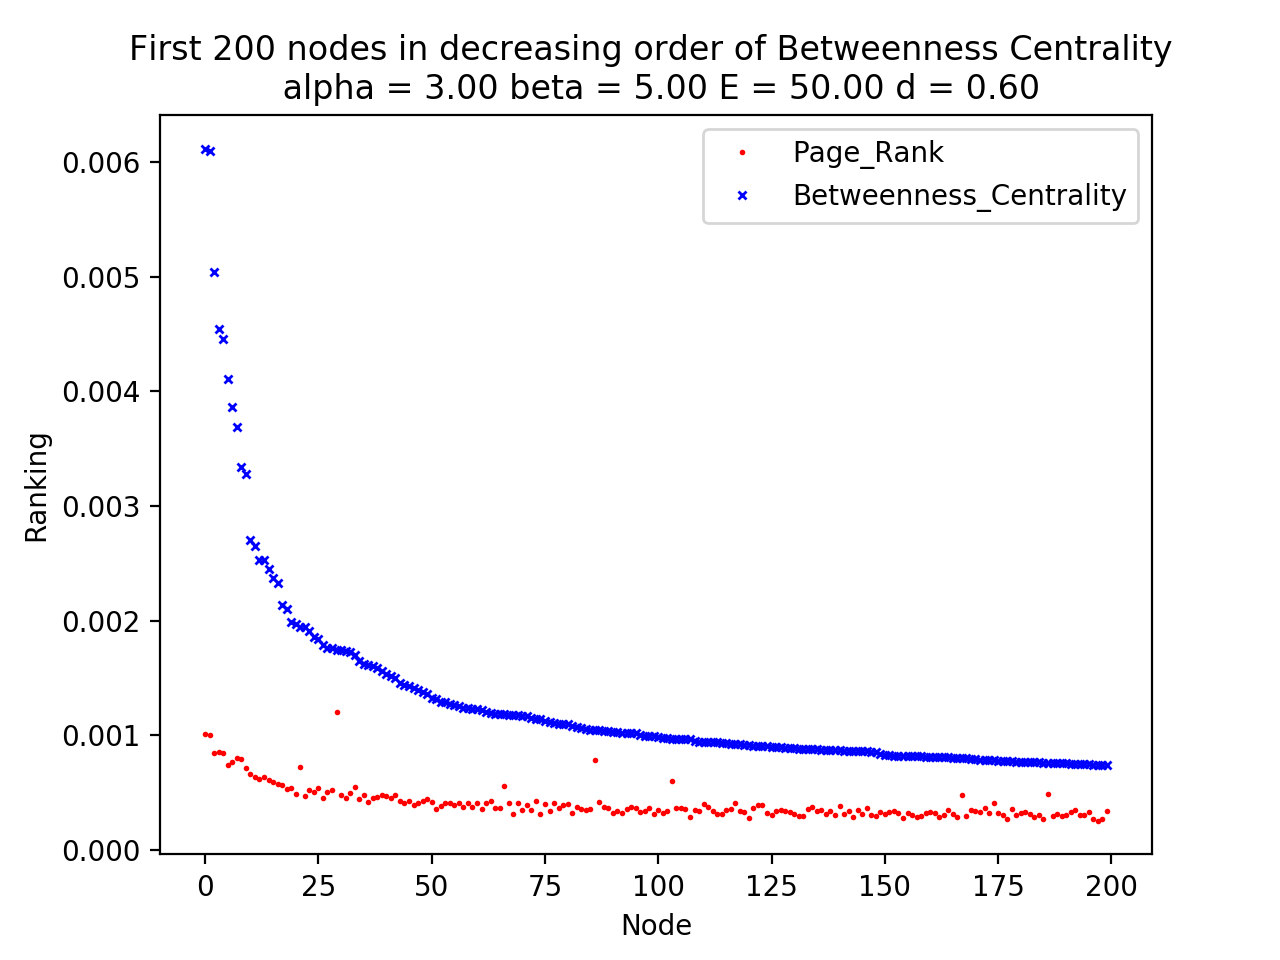 First 200 nodes in decreasing order of Betweenness Centrality
alpha = 3.00 beta = 5.00 E = 50.00 d = 0.60
Page_Rank
Betweenness_Centrality
0.006
0.005
0.004
0.003
0.002
0.001
0.000
Ranking
0 25 50 75 100 125 150 175 200
Node